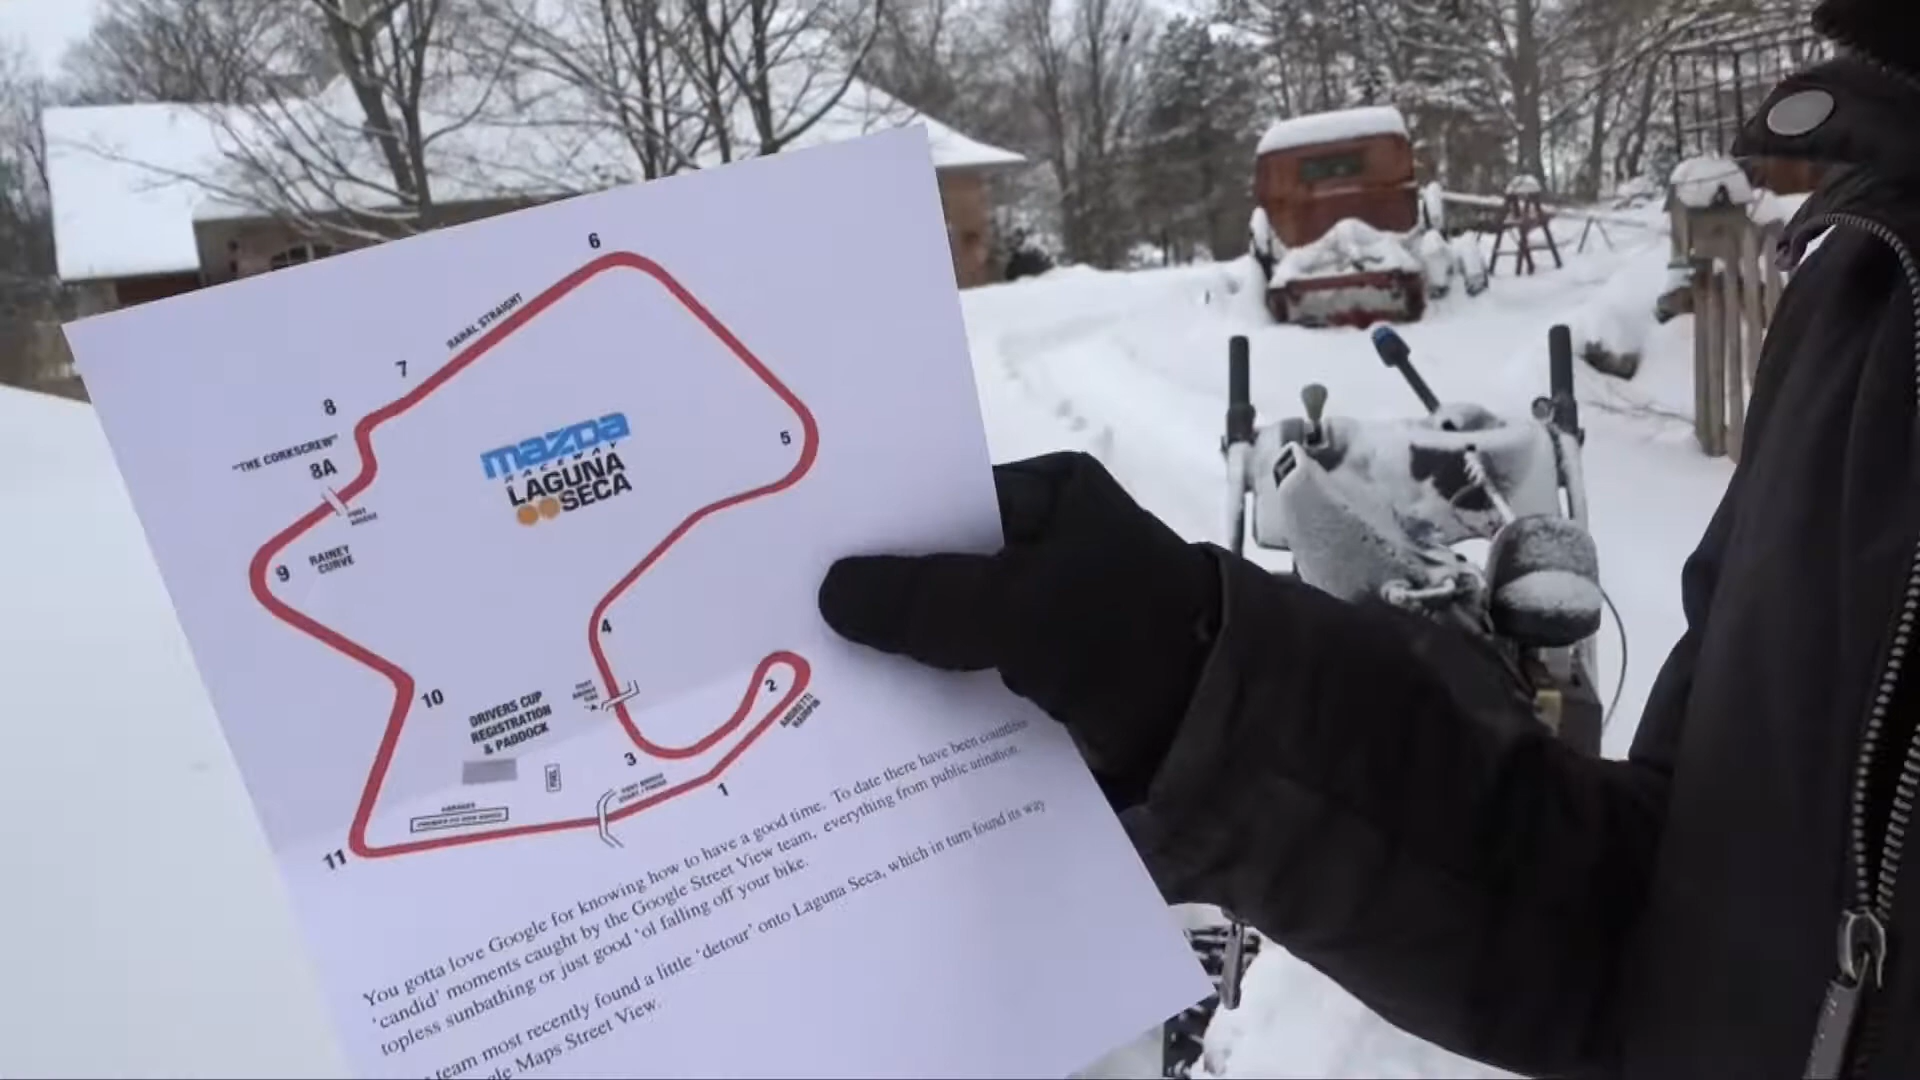 6
RAHAL STRAIGHT
7
8
"THE CORKSCREW"
8A
mazda
RACEWAY
LAGUNA
SECA
5
9
RAINEY
CURVE
4
10
DRIVERS CUP
REGISTRATION
& PADDOCK
2
ANDRETTI
HAIRPIN
3
1
11
You gotta love Google for knowing how to have a good time. To date there have been countless
'candid' moments caught by the Google Street View team, everything from public urination.
topless sunbathing or just good 'ol falling off your bike.
team most recently found a little 'detour' onto Laguna Seca, which in turn found its way
Maps Street View.